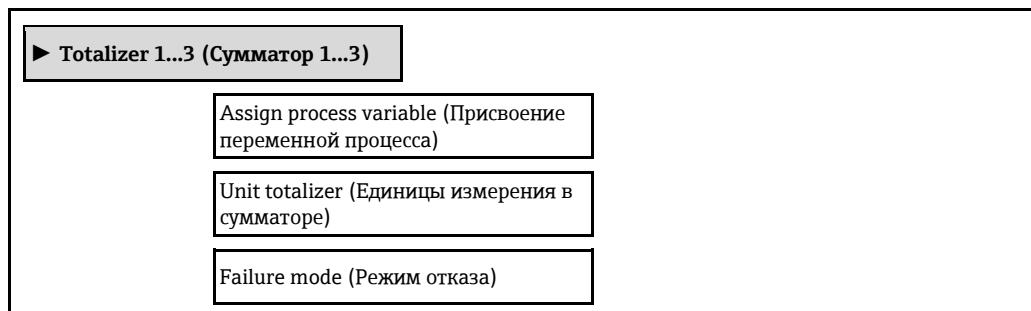 ► Totalizer 1…3 (Сумматор 1…3)
Assign process variable (Присвоение
переменной процесса)
Unit totalizer (Единицы измерения в
сумматоре)
Failure mode (Режим отказа)